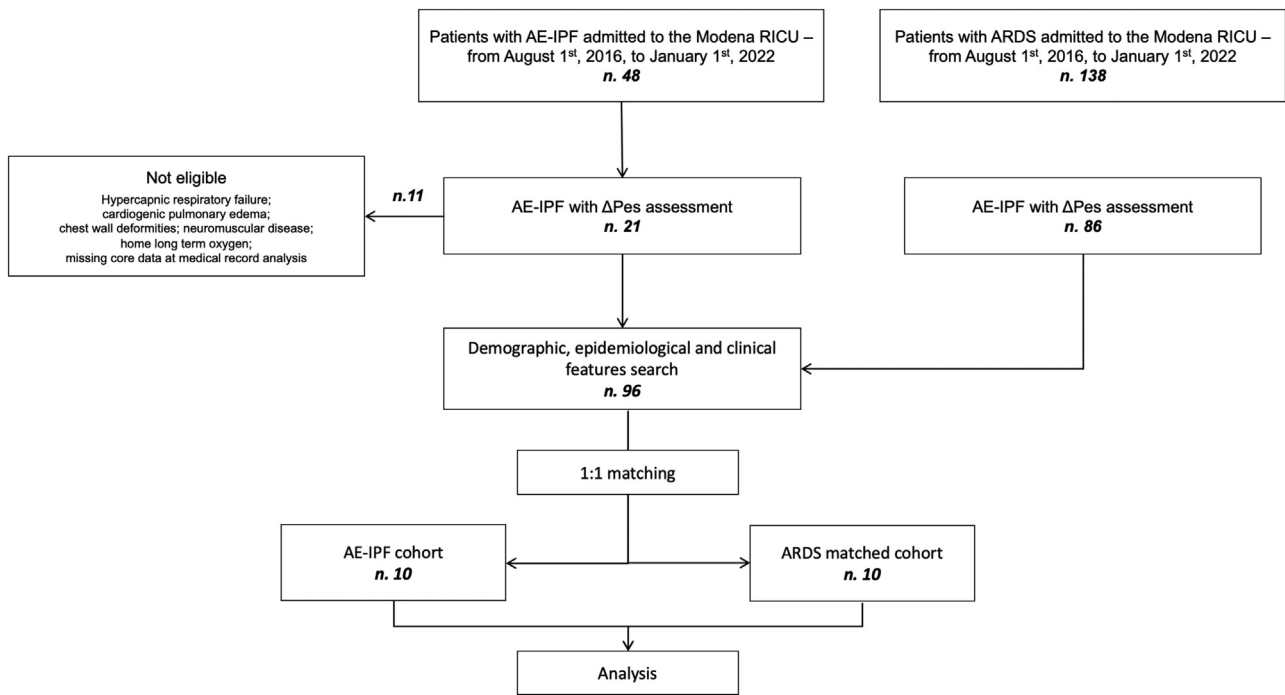 Patients with AE-IPF admitted to the Modena RICU –
from August 1st, 2016, to January 1st, 2022
n. 48
Patients with ARDS admitted to the Modena RICU –
from August 1st, 2016, to January 1st, 2022
n. 138
Not eligible
Hypercapnic respiratory failure;
cardiogenic pulmonary edema;
chest wall deformities; neuromuscular disease;
home long term oxygen;
missing core data at medical record analysis
n.11
AE-IPF with ΔPes assessment
n. 21
AE-IPF with ΔPes assessment
n. 86
Demographic, epidemiological and clinical
features search
n. 96
1:1 matching
AE-IPF cohort
n. 10
ARDS matched cohort
n. 10
Analysis